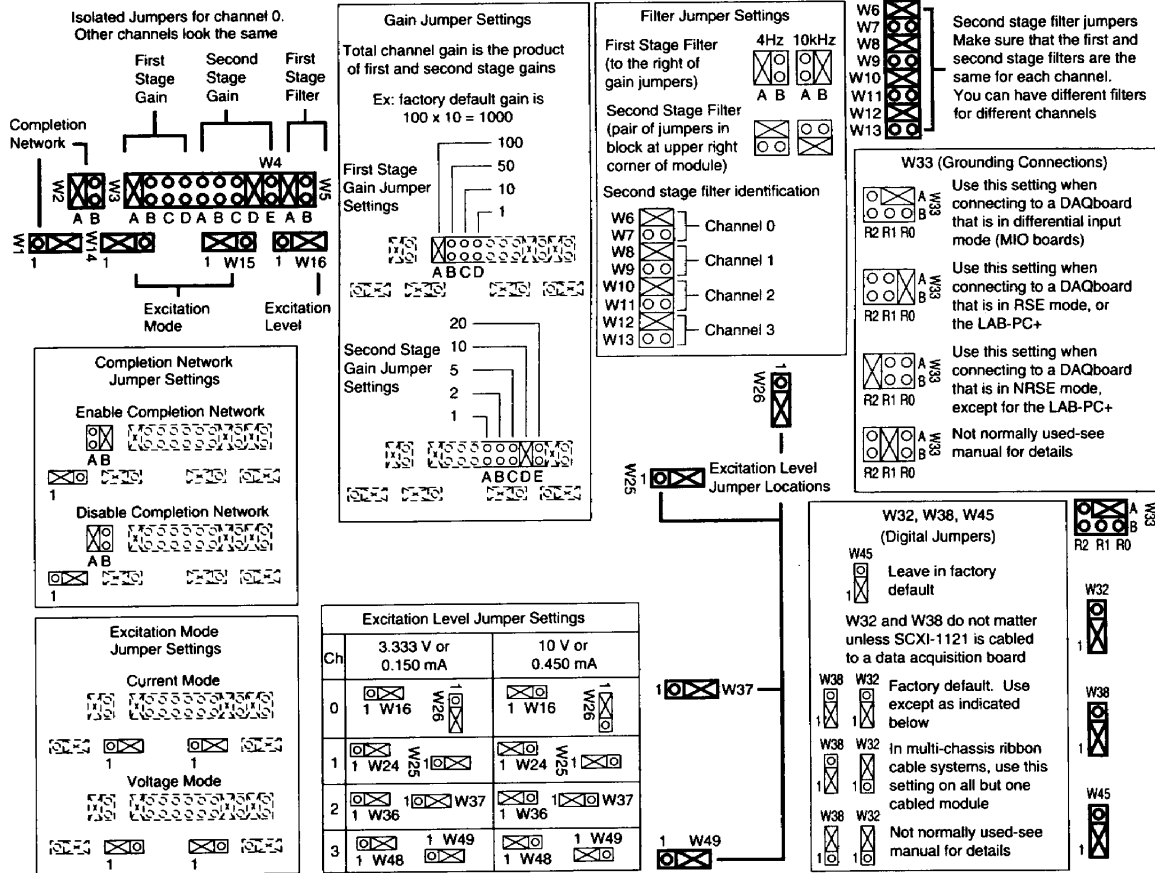 Isolated Jumpers for channel 0.
Other channels look the same
First Stage Gain
Second Stage Gain
First Stage Filter
Completion Network
W4
W2
W3
W5
A B
A B C D A B C D E A B
W1
1
W14
1 W15
1 W16
Excitation Mode
Excitation Level
Gain Jumper Settings
Total channel gain is the product
of first and second stage gains
Ex: factory default gain is
100 x 10 = 1000
100
50
10
1
First Stage
Gain Jumper
Settings
A B C D
20
10
5
2
1
Second Stage
Gain Jumper
Settings
A B C D E
Filter Jumper Settings
First Stage Filter
(to the right of
gain jumpers)
4Hz 10kHz
A B A B
Second Stage Filter
(pair of jumpers in
block at upper right
corner of module)
Second stage filter identification
W6
W7
Channel 0
W8
W9
Channel 1
W10
W11
Channel 2
W12
W13
Channel 3
W6
W7
W8
W9
W10
W11
W12
W13
Second stage filter jumpers
Make sure that the first and
second stage filters are the
same for each channel.
You can have different filters
for different channels
W33 (Grounding Connections)
A
B
W33
R2 R1 R0
Use this setting when
connecting to a DAQboard
that is in differential input
mode (MIO boards)
A
B
W33
R2 R1 R0
Use this setting when
connecting to a DAQboard
that is in RSE mode, or
the LAB-PC+
A
B
W33
R2 R1 R0
Use this setting when
connecting to a DAQboard
that is in NRSE mode,
except for the LAB-PC+
A
B
W33
R2 R1 R0
Not normally used-see
manual for details
Completion Network
Jumper Settings
Enable Completion Network
A B
1
Disable Completion Network
A B
1
Excitation Mode
Jumper Settings
Current Mode
1 1
Voltage Mode
1 1
Excitation Level Jumper Settings
Ch
3.333 V or
0.150 mA
10 V or
0.450 mA
0
1 W16
1
W26
1 W16
1
W26
1
1 W24
W25
1
1 W24
W25
1
2
1 W36
1 W37
1 W36
1 W37
3
1 W48
1 W49
1 W48
1 W49
W26
1
W25
1
Excitation Level
Jumper Locations
1 W37
1 W49
W32, W38, W45
(Digital Jumpers)
W45
1
Leave in factory
default
W32 and W38 do not matter
unless SCXI-1121 is cabled
to a data acquisition board
W38 W32
1 1
Factory default. Use
except as indicated
below
W38 W32
1 1
In multi-chassis ribbon
cable systems, use this
setting on all but one
cabled module
W38 W32
1 1
Not normally used-see
manual for details
A
B
W33
R2 R1 R0
W32
1
W38
1
W45
1